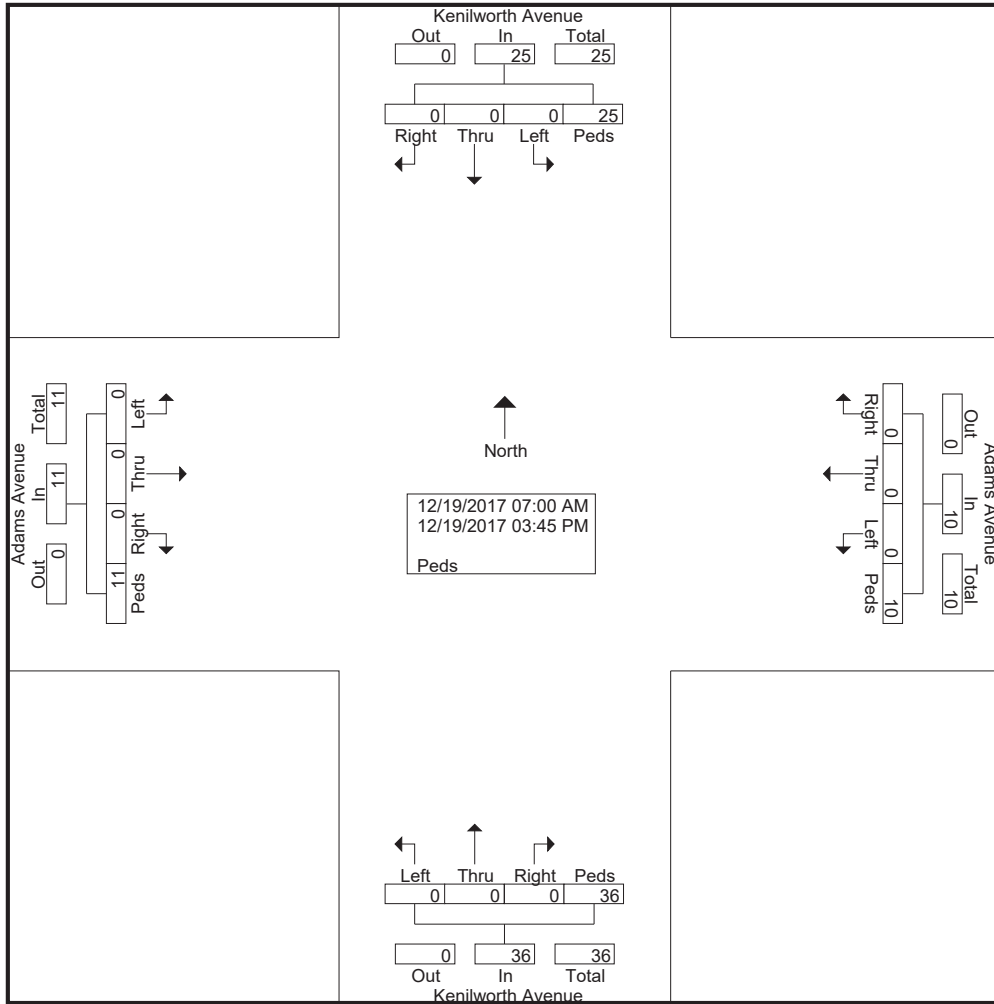 Kenilworth Avenue
Out In Total
0 25 25
0 0 0 25
Right Thru Left Peds
Adams Avenue
Total In Out
11 11 0
0 0 0 11
Left Thru Right Peds
North
12/19/2017 07:00 AM
12/19/2017 03:45 PM
Peds
Adams Avenue
Out In Total
0 10 10
0 0 0 10
Right Thru Left Peds
Left Thru Right Peds
0 0 0 36
0 36 36
Out In Total
Kenilworth Avenue